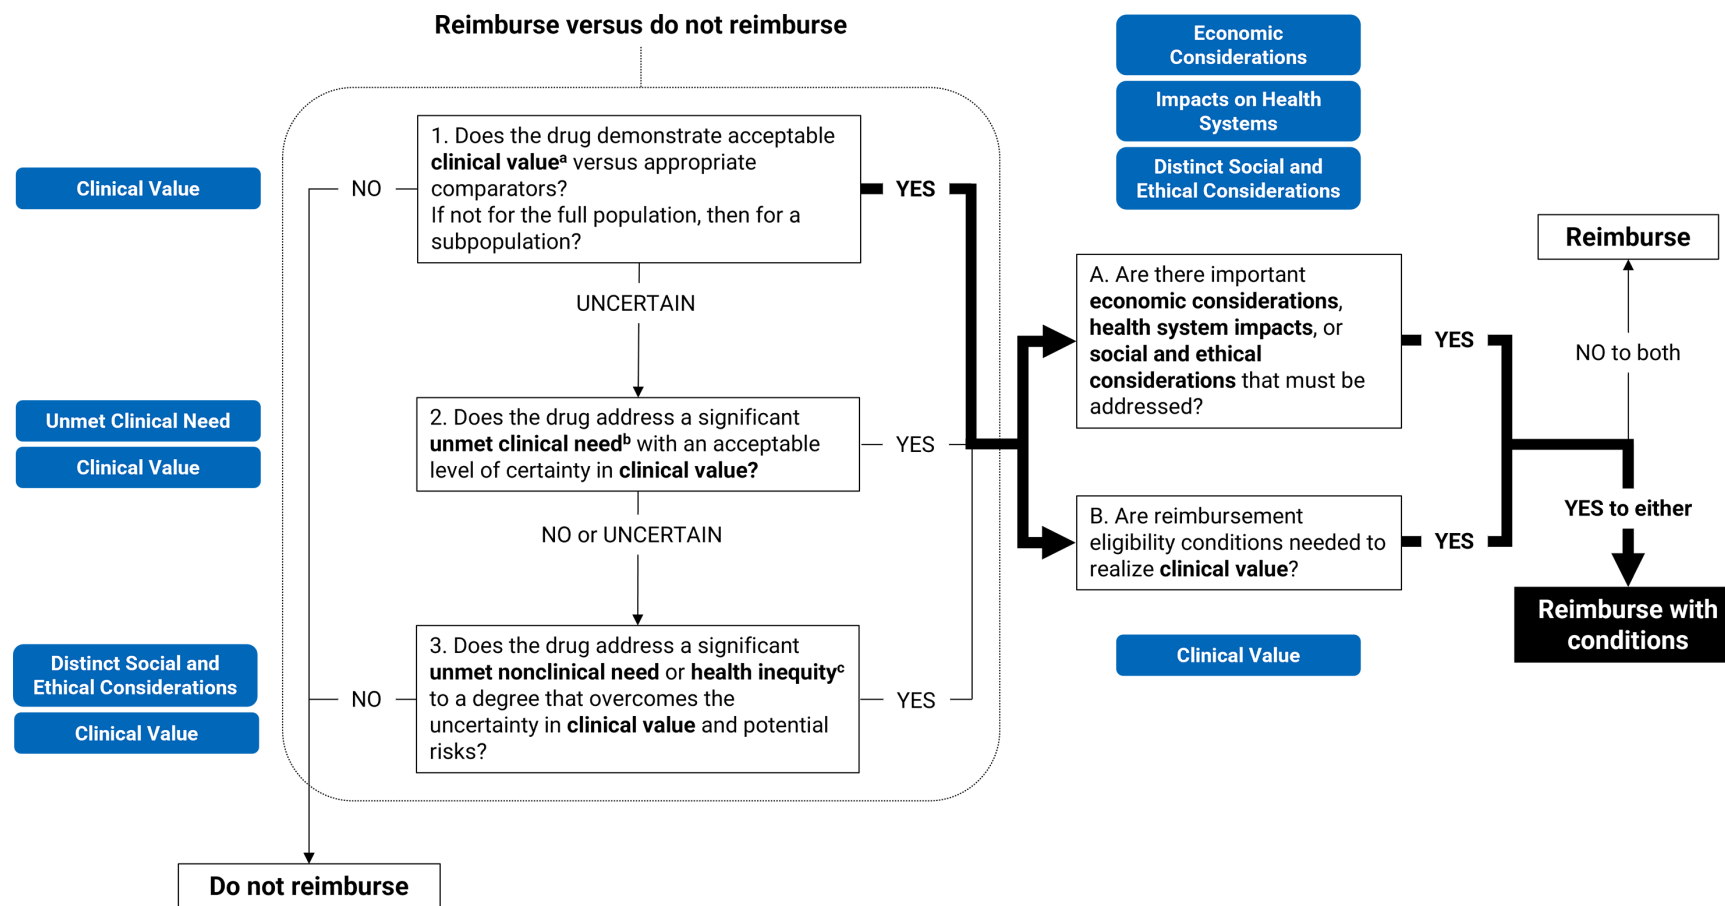 Reimburse versus do not reimburse
Economic
Considerations
Impacts on Health
Systems
Distinct Social and
Ethical Considerations
Clinical Value
NO
1. Does the drug demonstrate acceptable
clinical valueᵃ versus appropriate
comparators?
If not for the full population, then for a
subpopulation?
YES
UNCERTAIN
Unmet Clinical Need
Clinical Value
2. Does the drug address a significant
unmet clinical needᵇ with an acceptable
level of certainty in clinical value?
YES
NO or UNCERTAIN
Distinct Social and
Ethical Considerations
Clinical Value
NO
3. Does the drug address a significant
unmet nonclinical need or health inequityᶜ
to a degree that overcomes the
uncertainty in clinical value and potential
risks?
YES
Do not reimburse
A. Are there important
economic considerations,
health system impacts, or
social and ethical
considerations that must be
addressed?
YES
B. Are reimbursement
eligibility conditions needed to
realize clinical value?
YES
Clinical Value
Reimburse
NO to both
YES to either
Reimburse with
conditions